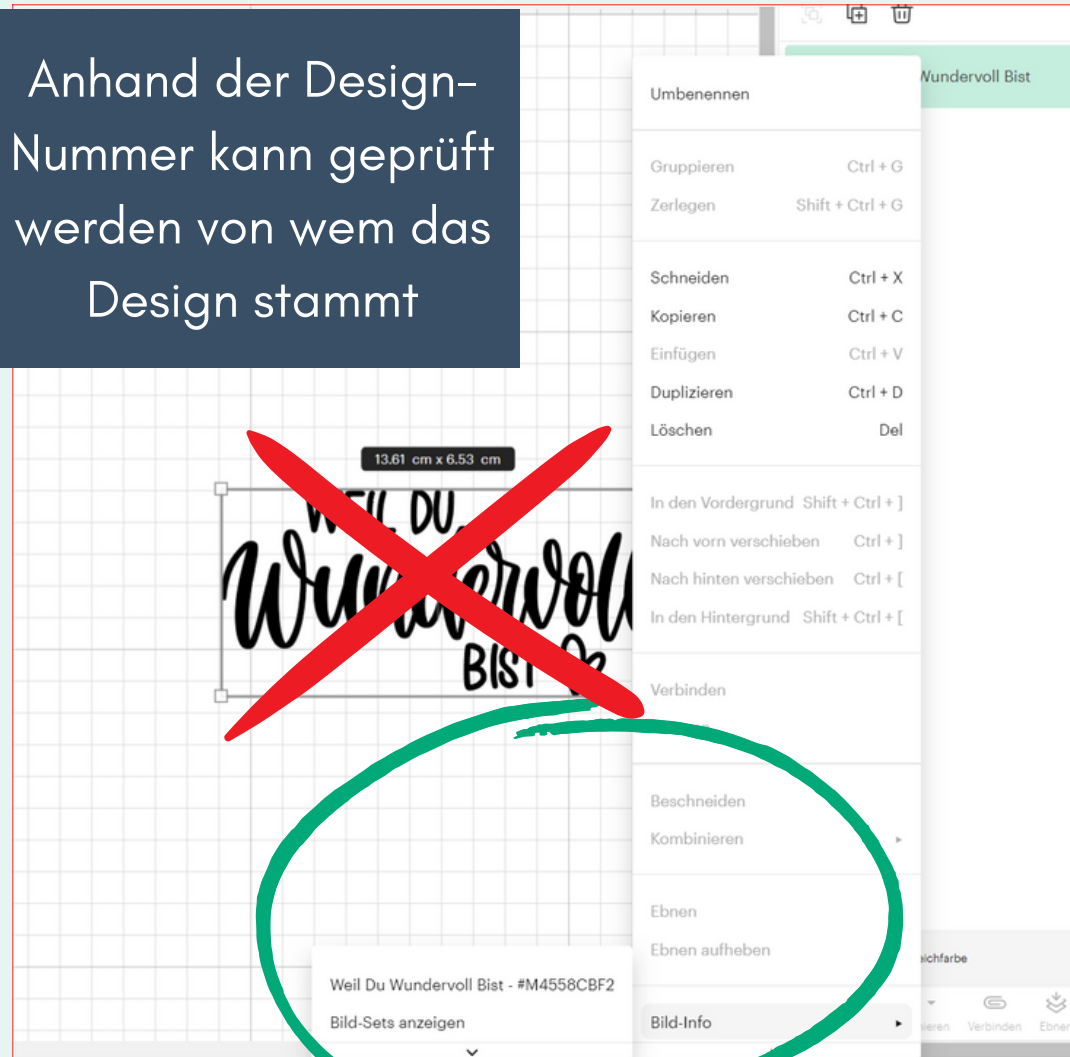 Anhand der Design-
Nummer kann geprüft
werden von wem das
Design stammt
Wundervoll Bist
Umbenennen
Gruppieren Ctrl + G
Zerlegen Shift + Ctrl + G
Schneiden Ctrl + X
Kopieren Ctrl + C
Einfügen Ctrl + V
Duplizieren Ctrl + D
Löschen Del
In den Vordergrund Shift + Ctrl + ]
Nach vorn verschieben Ctrl + ]
Nach hinten verschieben Ctrl + [
In den Hintergrund Shift + Ctrl + [
Verbinden
Beschneiden
Kombinieren
Ebnen
Ebnen aufheben
Bild-Info
13.61 cm x 6.53 cm
WEIL DU
Wundervoll
BIST
Weil Du Wundervoll Bist - #M4558CBF2
Bild-Sets anzeigen
Verbinden